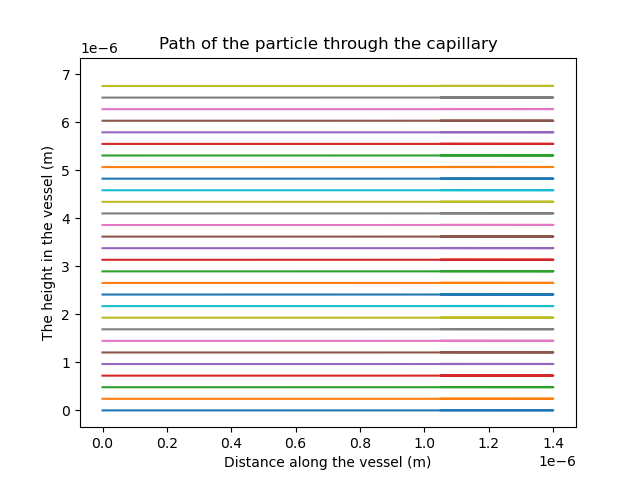 Path of the particle through the capillary
1e−6
7
6
5
4
3
2
1
0
The height in the vessel (m)
0.0 0.2 0.4 0.6 0.8 1.0 1.2 1.4
Distance along the vessel (m)
1e−6